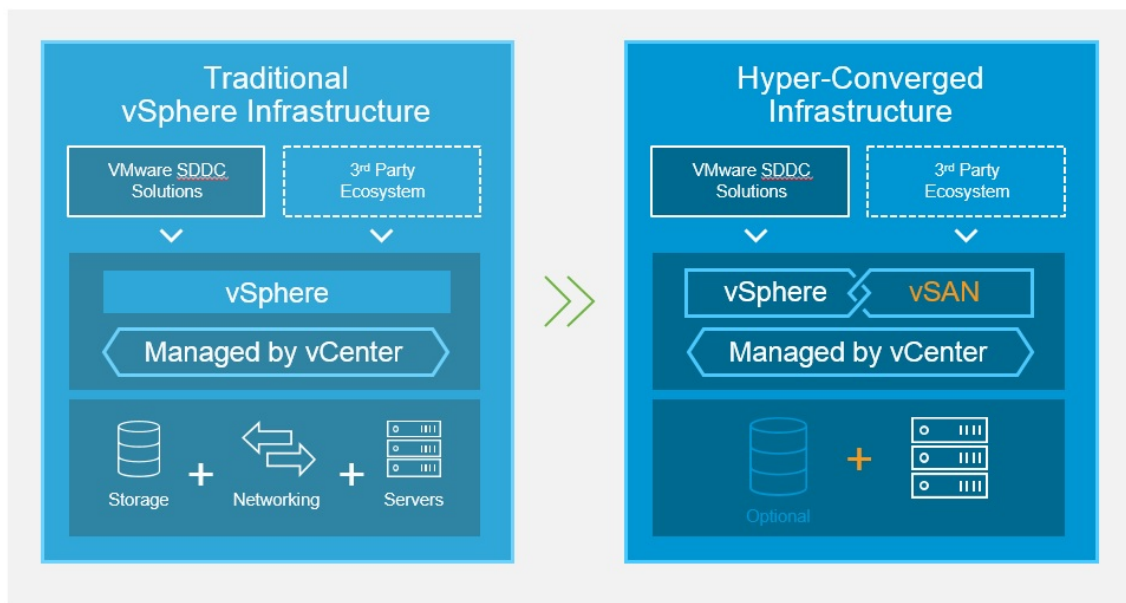 Traditional
vSphere Infrastructure
VMware SDDC
Solutions
3rd Party
Ecosystem
vSphere
Managed by vCenter
Storage
+
Networking
+
Servers
Hyper-Converged
Infrastructure
VMware SDDC
Solutions
3rd Party
Ecosystem
vSphere
vSAN
Managed by vCenter
+
Optional